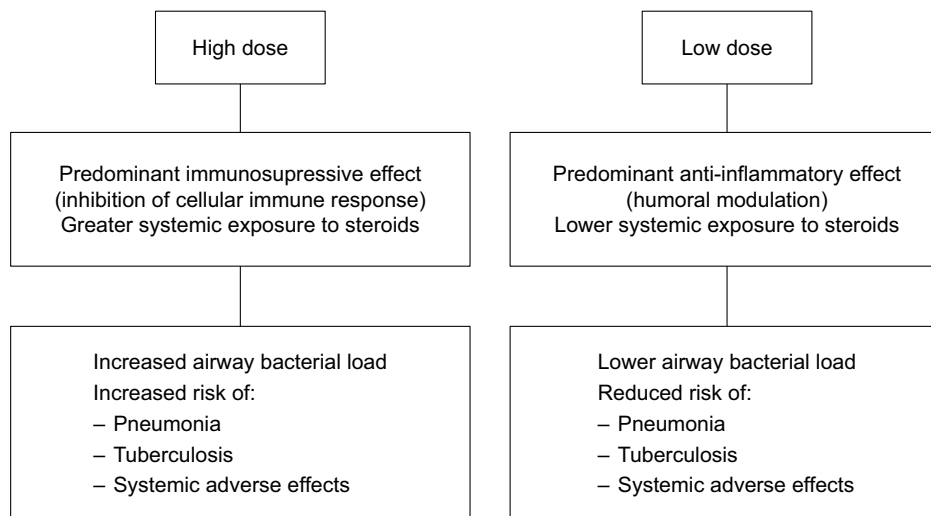 High dose
Predominant immunosupressive effect
(inhibition of cellular immune response)
Greater systemic exposure to steroids
Increased airway bacterial load
Increased risk of:
– Pneumonia
– Tuberculosis
– Systemic adverse effects
Low dose
Predominant anti-inflammatory effect
(humoral modulation)
Lower systemic exposure to steroids
Lower airway bacterial load
Reduced risk of:
– Pneumonia
– Tuberculosis
– Systemic adverse effects